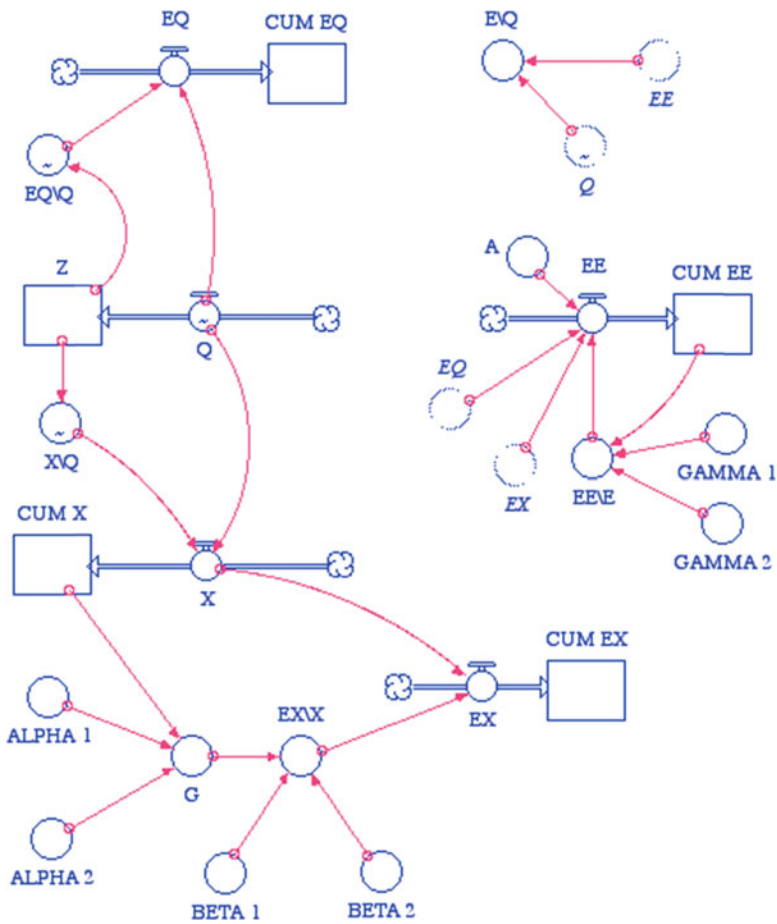 EQ
CUM EQ
E\Q
EE
~
EQ\Q
~
Q
Z
A
EE
CUM EE
~
Q
EQ
~
X\Q
EX
EE\E
GAMMA 1
GAMMA 2
CUM X
X
CUM EX
EX
ALPHA 1
EX\X
G
ALPHA 2
BETA 1
BETA 2